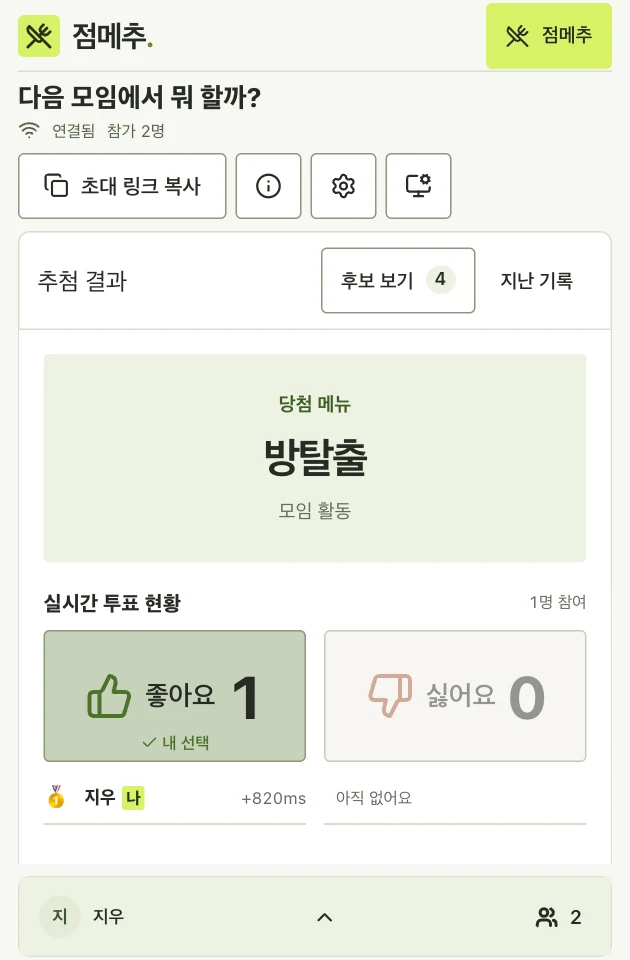 점메추.
점메추
다음 모임에서 뭐 할까?
연결됨 참가 2명
초대 링크 복사
추첨 결과
후보 보기 4
지난 기록
당첨 메뉴
방탈출
모임 활동
실시간 투표 현황
1명 참여
좋아요 1
내 선택
싫어요 0
지우 나
+820ms
아직 없어요
지 지우
2